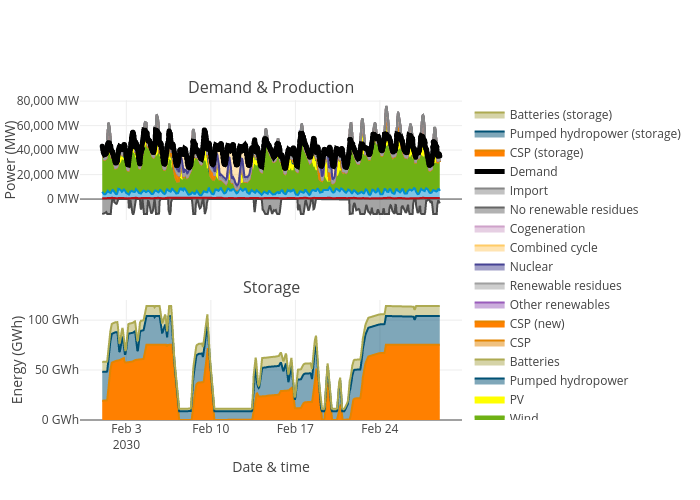 Demand & Production
80,000 MW
60,000 MW
40,000 MW
20,000 MW
0 MW
Power (MW)
Storage
100 GWh
50 GWh
0 GWh
Energy (GWh)
Feb 3
2030
Feb 10
Feb 17
Feb 24
Date & time
Batteries (storage)
Pumped hydropower (storage)
CSP (storage)
Demand
Import
No renewable residues
Cogeneration
Combined cycle
Nuclear
Renewable residues
Other renewables
CSP (new)
CSP
Batteries
Pumped hydropower
PV
Wind